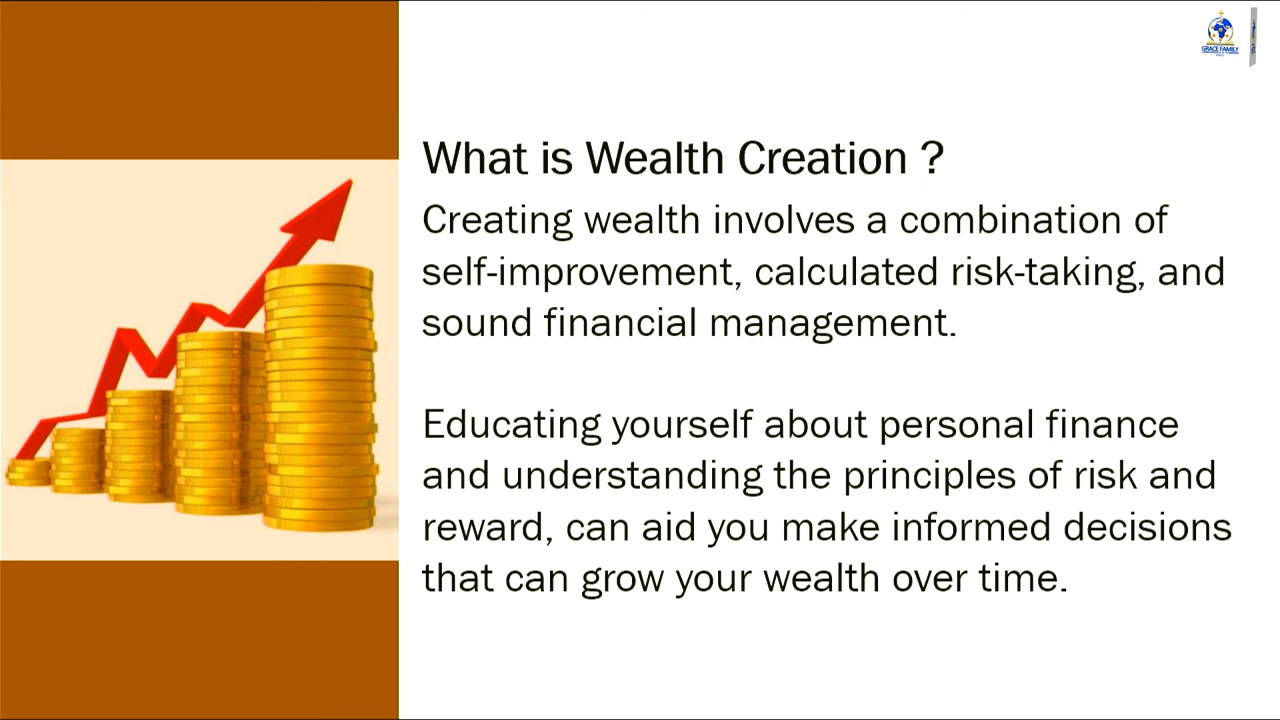 GRACE FAMILY
What is Wealth Creation ?
Creating wealth involves a combination of
self-improvement, calculated risk-taking, and
sound financial management.
Educating yourself about personal finance
and understanding the principles of risk and
reward, can aid you make informed decisions
that can grow your wealth over time.